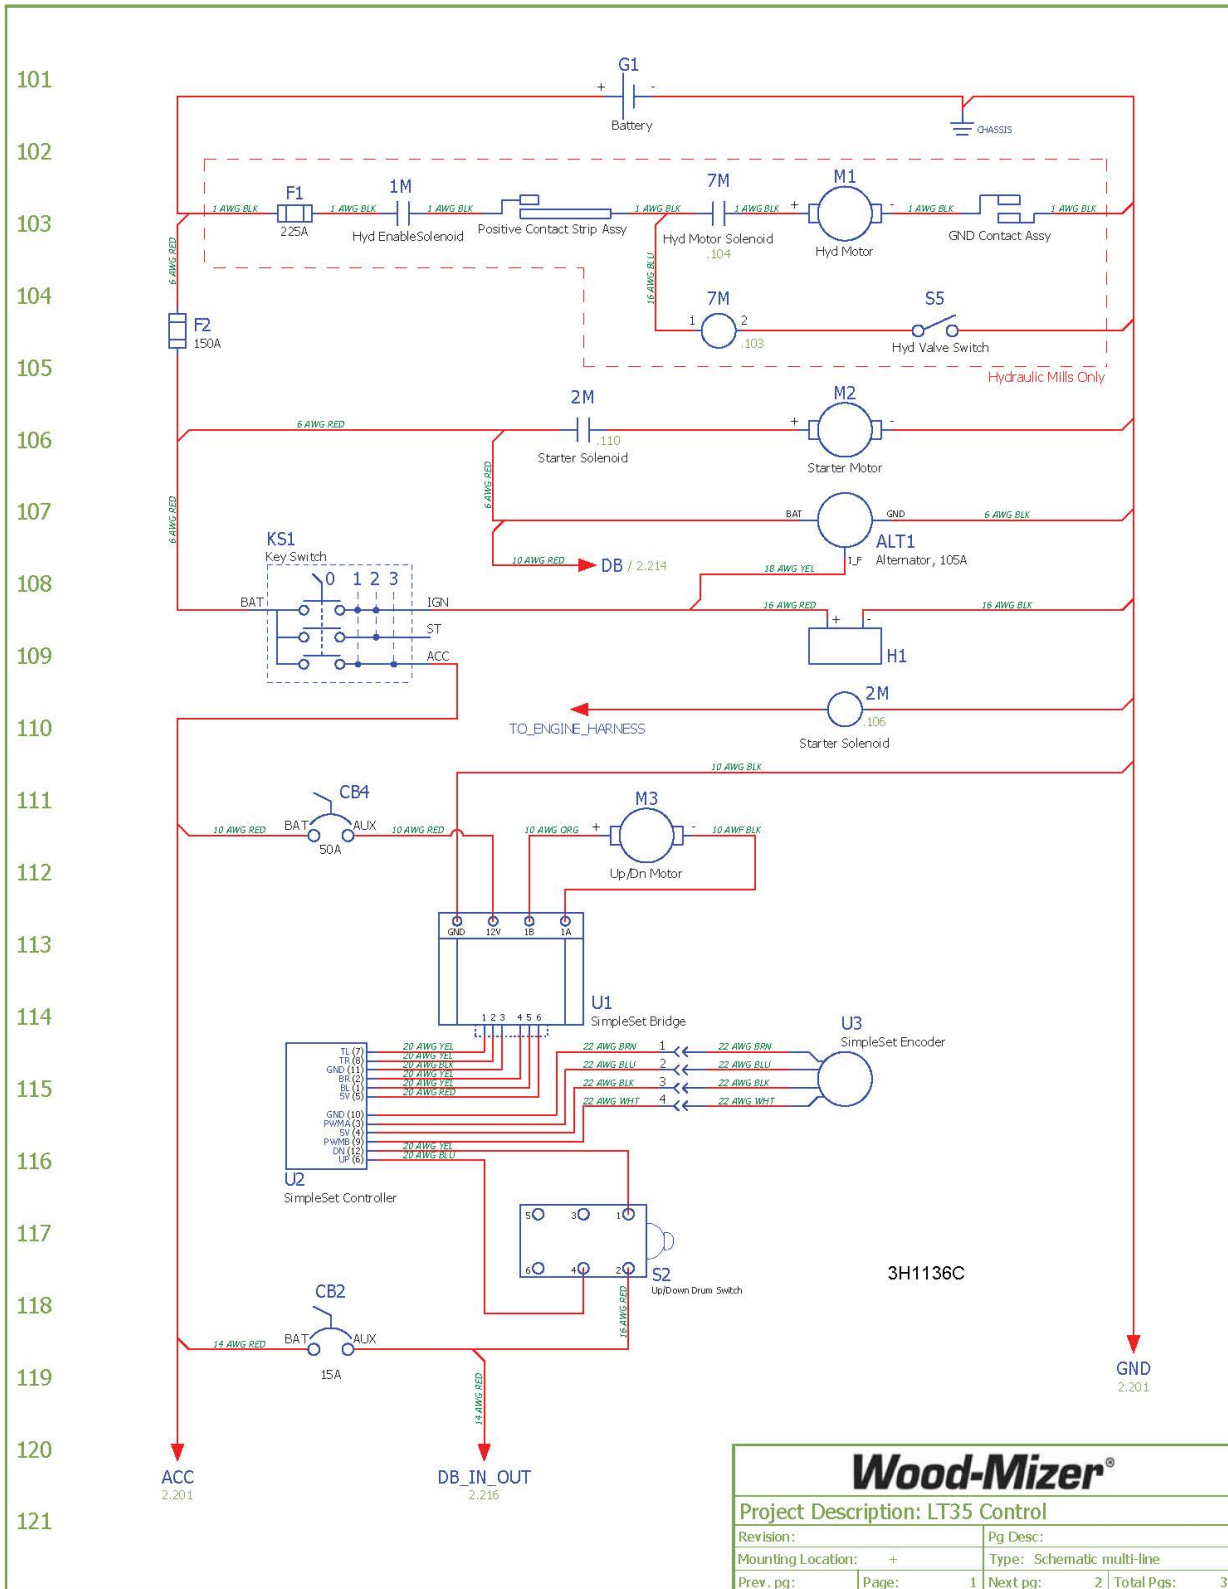 101
G1
+ -
Battery
CHASSIS
102
F1 1M 7M M1
1 AWG BLK 1 AWG BLK 1 AWG BLK 1 AWG BLK 1 AWG BLK + - 1 AWG BLK 1 AWG BLK
103
225A Hyd EnableSolenoid Positive Contact Strip Assy Hyd Motor Solenoid Hyd Motor GND Contact Assy
.104
6 AWG RED 16 AWG BLU
104
7M S5
F2 1 2
150A .103 Hyd Valve Switch
105
Hydraulic Mills Only
2M M2
6 AWG RED + -
106
.110
Starter Solenoid Starter Motor
6 AWG RED 6 AWG RED
107
BAT GND 6 AWG BLK
KS1 ALT1
Key Switch 10 AWG RED DB / 2.214 I_F Alternator, 105A
18 AWG YEL
108
0 1 2 3
BAT IGN 16 AWG RED 16 AWG BLK
+ -
ST
109
ACC H1
2M
110
TO_ENGINE_HARNESS .106
Starter Solenoid
10 AWG BLK
111
CB4 M3
10 AWG RED BAT AUX 10 AWG RED 10 AWG ORG + - 10 AWF BLK
50A
112
Up/Dn Motor
GND 12V 1B 1A
113
U1
SimpleSet Bridge
114
1 2 3 4 5 6
U3
SimpleSet Encoder
TL (7) 20 AWG YEL 22 AWG BRN 1 22 AWG BRN
TR (8) 20 AWG YEL
GND (11) 20 AWG BLK 22 AWG BLU 2 22 AWG BLU
BR (2) 20 AWG YEL
115
BL (1) 20 AWG YEL 22 AWG BLK 3 22 AWG BLK
5V (5) 20 AWG RED
22 AWG WHT 4 22 AWG WHT
GND (10)
PWMA (3)
5V (4)
PWMB (9)
DN (12) 20 AWG YEL
116
UP (6) 20 AWG BLU
U2
SimpleSet Controller
117
5 3 1
6 4 2
S2
Up/Down Drum Switch
3H1136C
118
CB2
16 AWG RED
14 AWG RED BAT AUX
15A
119
14 AWG RED
GND
2.201
120
ACC
2.201
DB_IN_OUT
2.216
121
Wood-Mizer®
Project Description: LT35 Control
Revision: Pg Desc:
Mounting Location: + Type: Schematic multi-line
Prev. pg: Page: 1 Next pg: 2 Total Pgs: 3